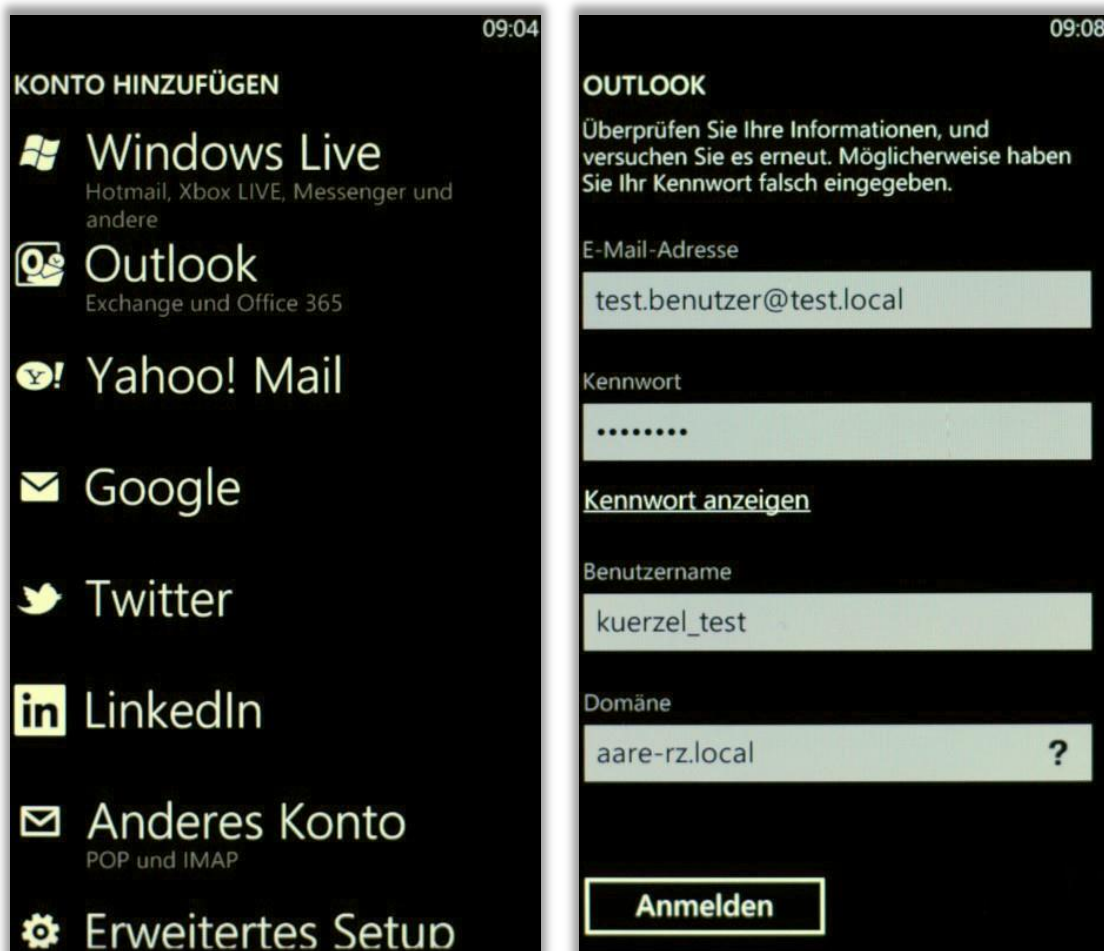 09:04
KONTO HINZUFÜGEN
Windows Live
Hotmail, Xbox LIVE, Messenger und
andere
Outlook
Exchange und Office 365
Yahoo! Mail
Google
Twitter
in LinkedIn
Anderes Konto
POP und IMAP
Erweitertes Setup
09:08
OUTLOOK
Überprüfen Sie Ihre Informationen, und
versuchen Sie es erneut. Möglicherweise haben
Sie Ihr Kennwort falsch eingegeben.
E-Mail-Adresse
test.benutzer@test.local
Kennwort
••••••••
Kennwort anzeigen
Benutzername
kuerzel_test
Domäne
aare-rz.local ?
Anmelden